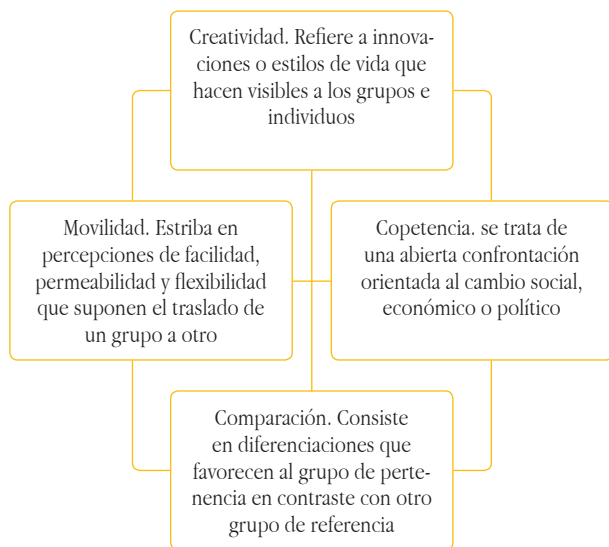 Creatividad. Refiere a innova-
ciones o estilos de vida que
hacen visibles a los grupos e
individuos
Movilidad. Estriba en
percepciones de facilidad,
permeabilidad y flexibilidad
que suponen el traslado de
un grupo a otro
Copetencia. se trata de
una abierta confrontación
orientada al cambio social,
económico o político
Comparación. Consiste
en diferenciaciones que
favorecen al grupo de perte-
nencia en contraste con otro
grupo de referencia